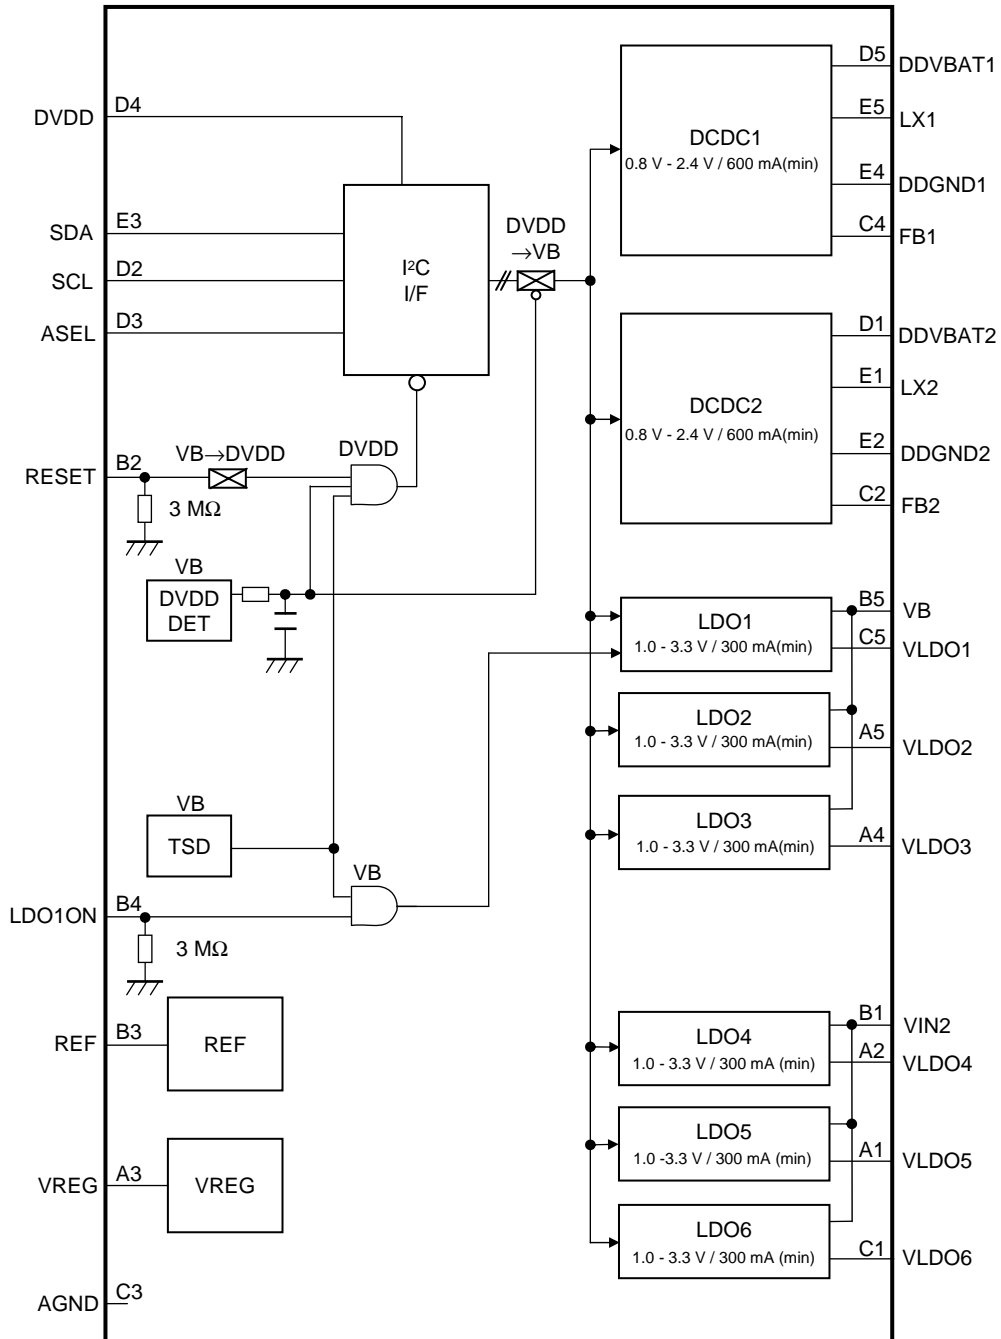 DVDD
D4
SDA
E3
SCL
D2
ASEL
D3
I²C
I/F
DVDD
→VB
RESET
B2
VB→DVDD
DVDD
3 MΩ
VB
DVDD
DET
VB
TSD
LDO1ON
B4
VB
3 MΩ
REF
B3
REF
VREG
A3
VREG
AGND
C3
DCDC1
0.8 V - 2.4 V / 600 mA(min)
D5
DDVBAT1
E5
LX1
E4
DDGND1
C4
FB1
DCDC2
0.8 V - 2.4 V / 600 mA(min)
D1
DDVBAT2
E1
LX2
E2
DDGND2
C2
FB2
LDO1
1.0 - 3.3 V / 300 mA(min)
B5
VB
C5
VLDO1
LDO2
1.0 - 3.3 V / 300 mA(min)
A5
VLDO2
LDO3
1.0 - 3.3 V / 300 mA(min)
A4
VLDO3
LDO4
1.0 - 3.3 V / 300 mA (min)
B1
VIN2
A2
VLDO4
LDO5
1.0 -3.3 V / 300 mA (min)
A1
VLDO5
LDO6
1.0 - 3.3 V / 300 mA (min)
C1
VLDO6